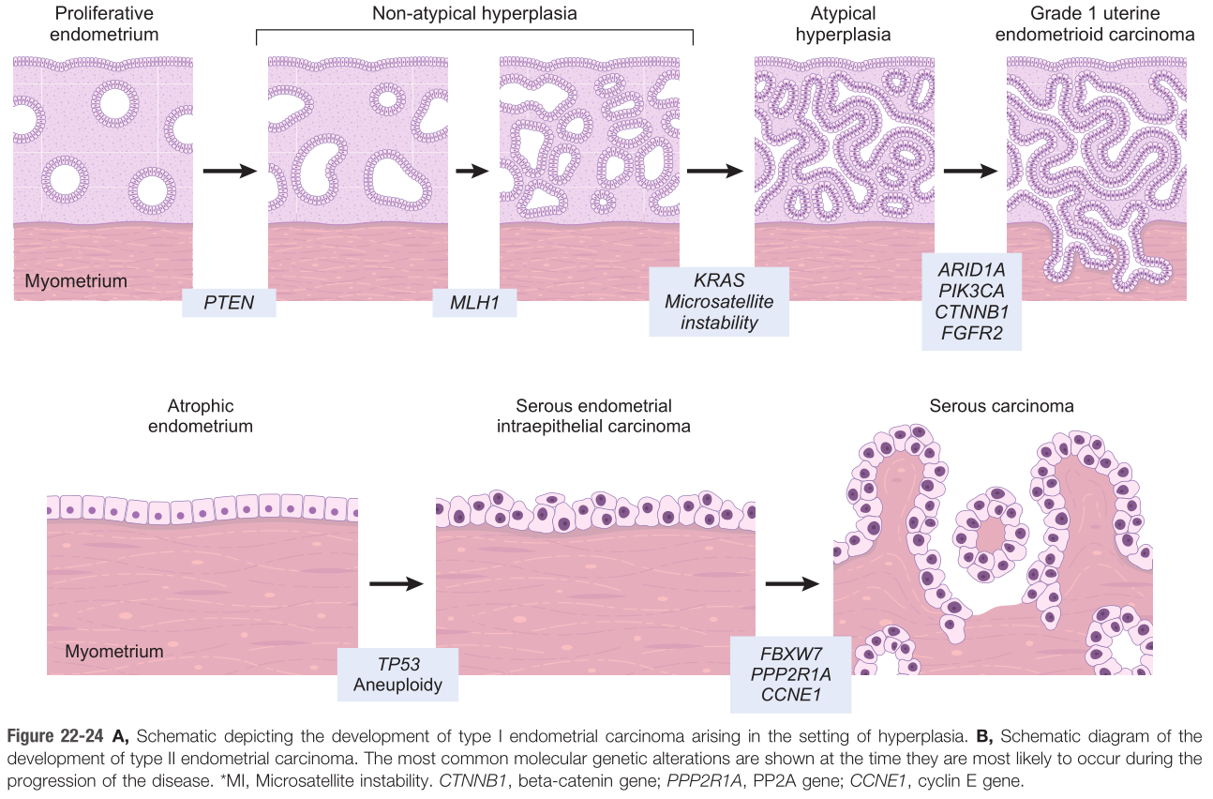 Proliferative
endometrium
Non-atypical hyperplasia
Atypical
hyperplasia
Grade 1 uterine
endometrioid carcinoma
Myometrium
PTEN
MLH1
KRAS
Microsatellite
instability
ARID1A
PIK3CA
CTNNB1
FGFR2
Atrophic
endometrium
Serous endometrial
intraepithelial carcinoma
Serous carcinoma
Myometrium
TP53
Aneuploidy
FBXW7
PPP2R1A
CCNE1
Figure 22-24 A, Schematic depicting the development of type I endometrial carcinoma arising in the setting of hyperplasia. B, Schematic diagram of the
development of type II endometrial carcinoma. The most common molecular genetic alterations are shown at the time they are most likely to occur during the
progression of the disease. *MI, Microsatellite instability. CTNNB1, beta-catenin gene; PPP2R1A, PP2A gene; CCNE1, cyclin E gene.